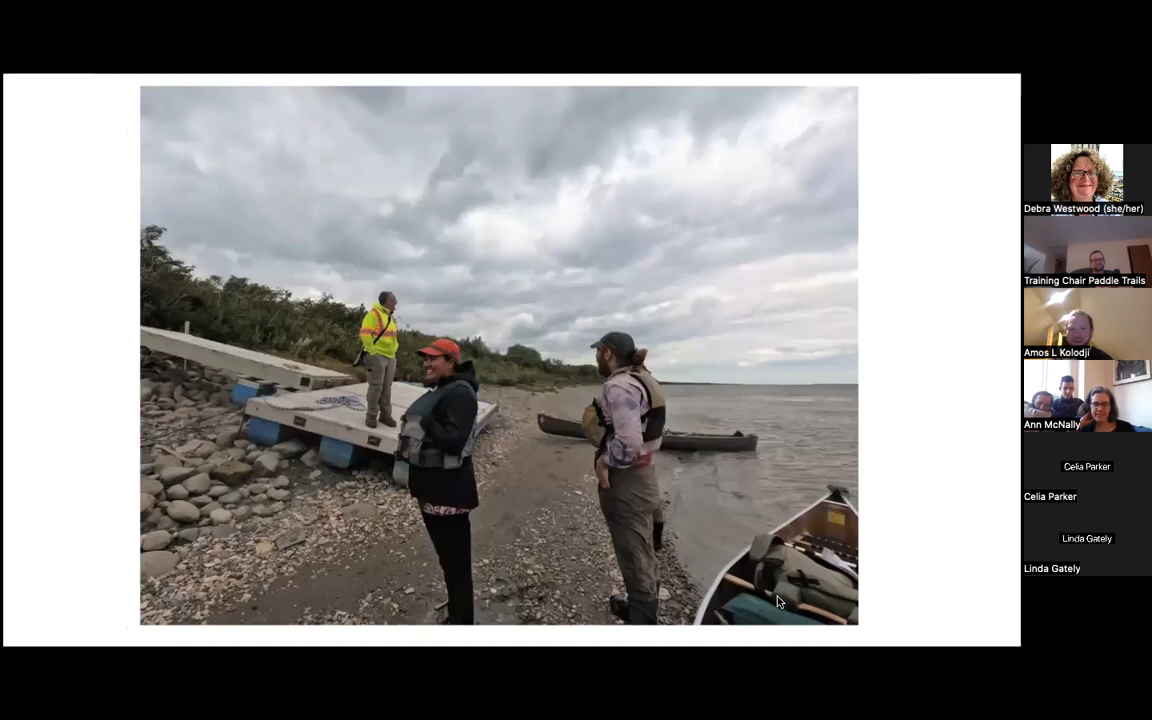 Debra Westwood (she/her)
Training Chair Paddle Trails
Amos L Kolodji
Ann McNally
Celia Parker
Celia Parker
Linda Gately
Linda Gately